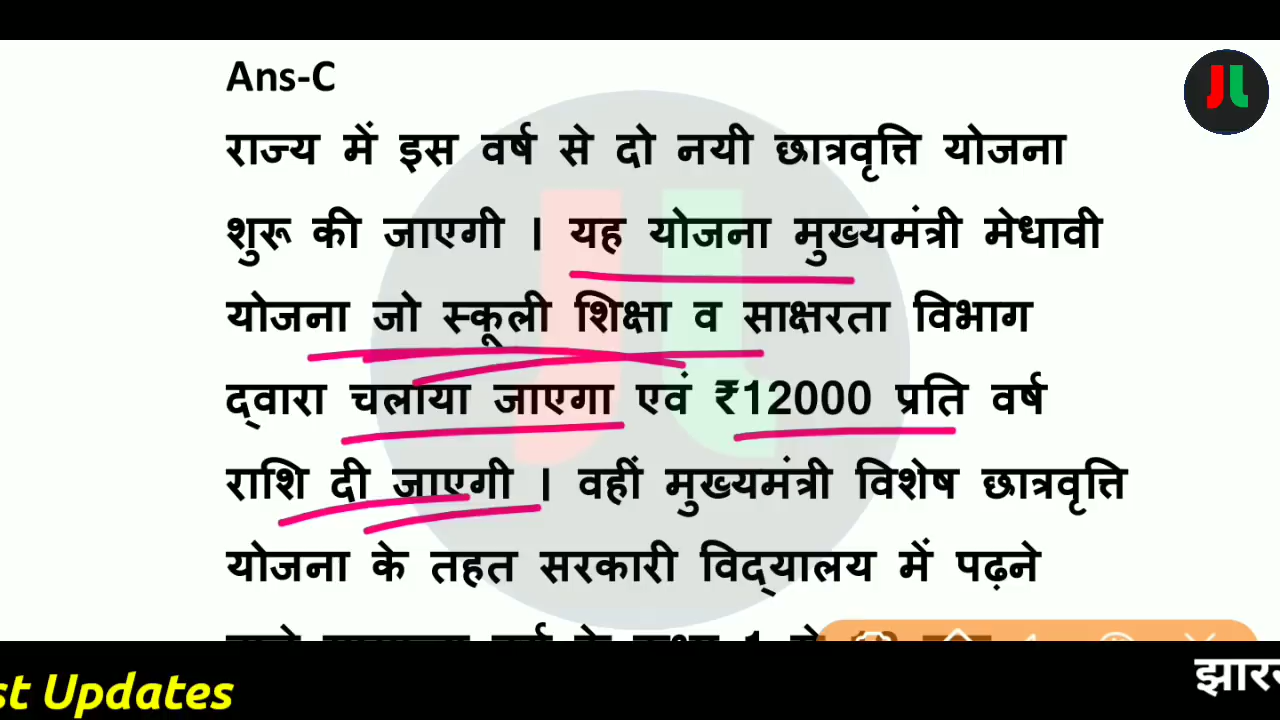 Ans-C
राज्य में इस वर्ष से दो नयी छात्रवृत्ति योजना
शुरू की जाएगी । यह योजना मुख्यमंत्री मेधावी
योजना जो स्कूली शिक्षा व साक्षरता विभाग
द्वारा चलाया जाएगा एवं ₹12000 प्रति वर्ष
राशि दी जाएगी । वहीं मुख्यमंत्री विशेष छात्रवृत्ति
योजना के तहत सरकारी विद्यालय में पढ़ने
st Updates